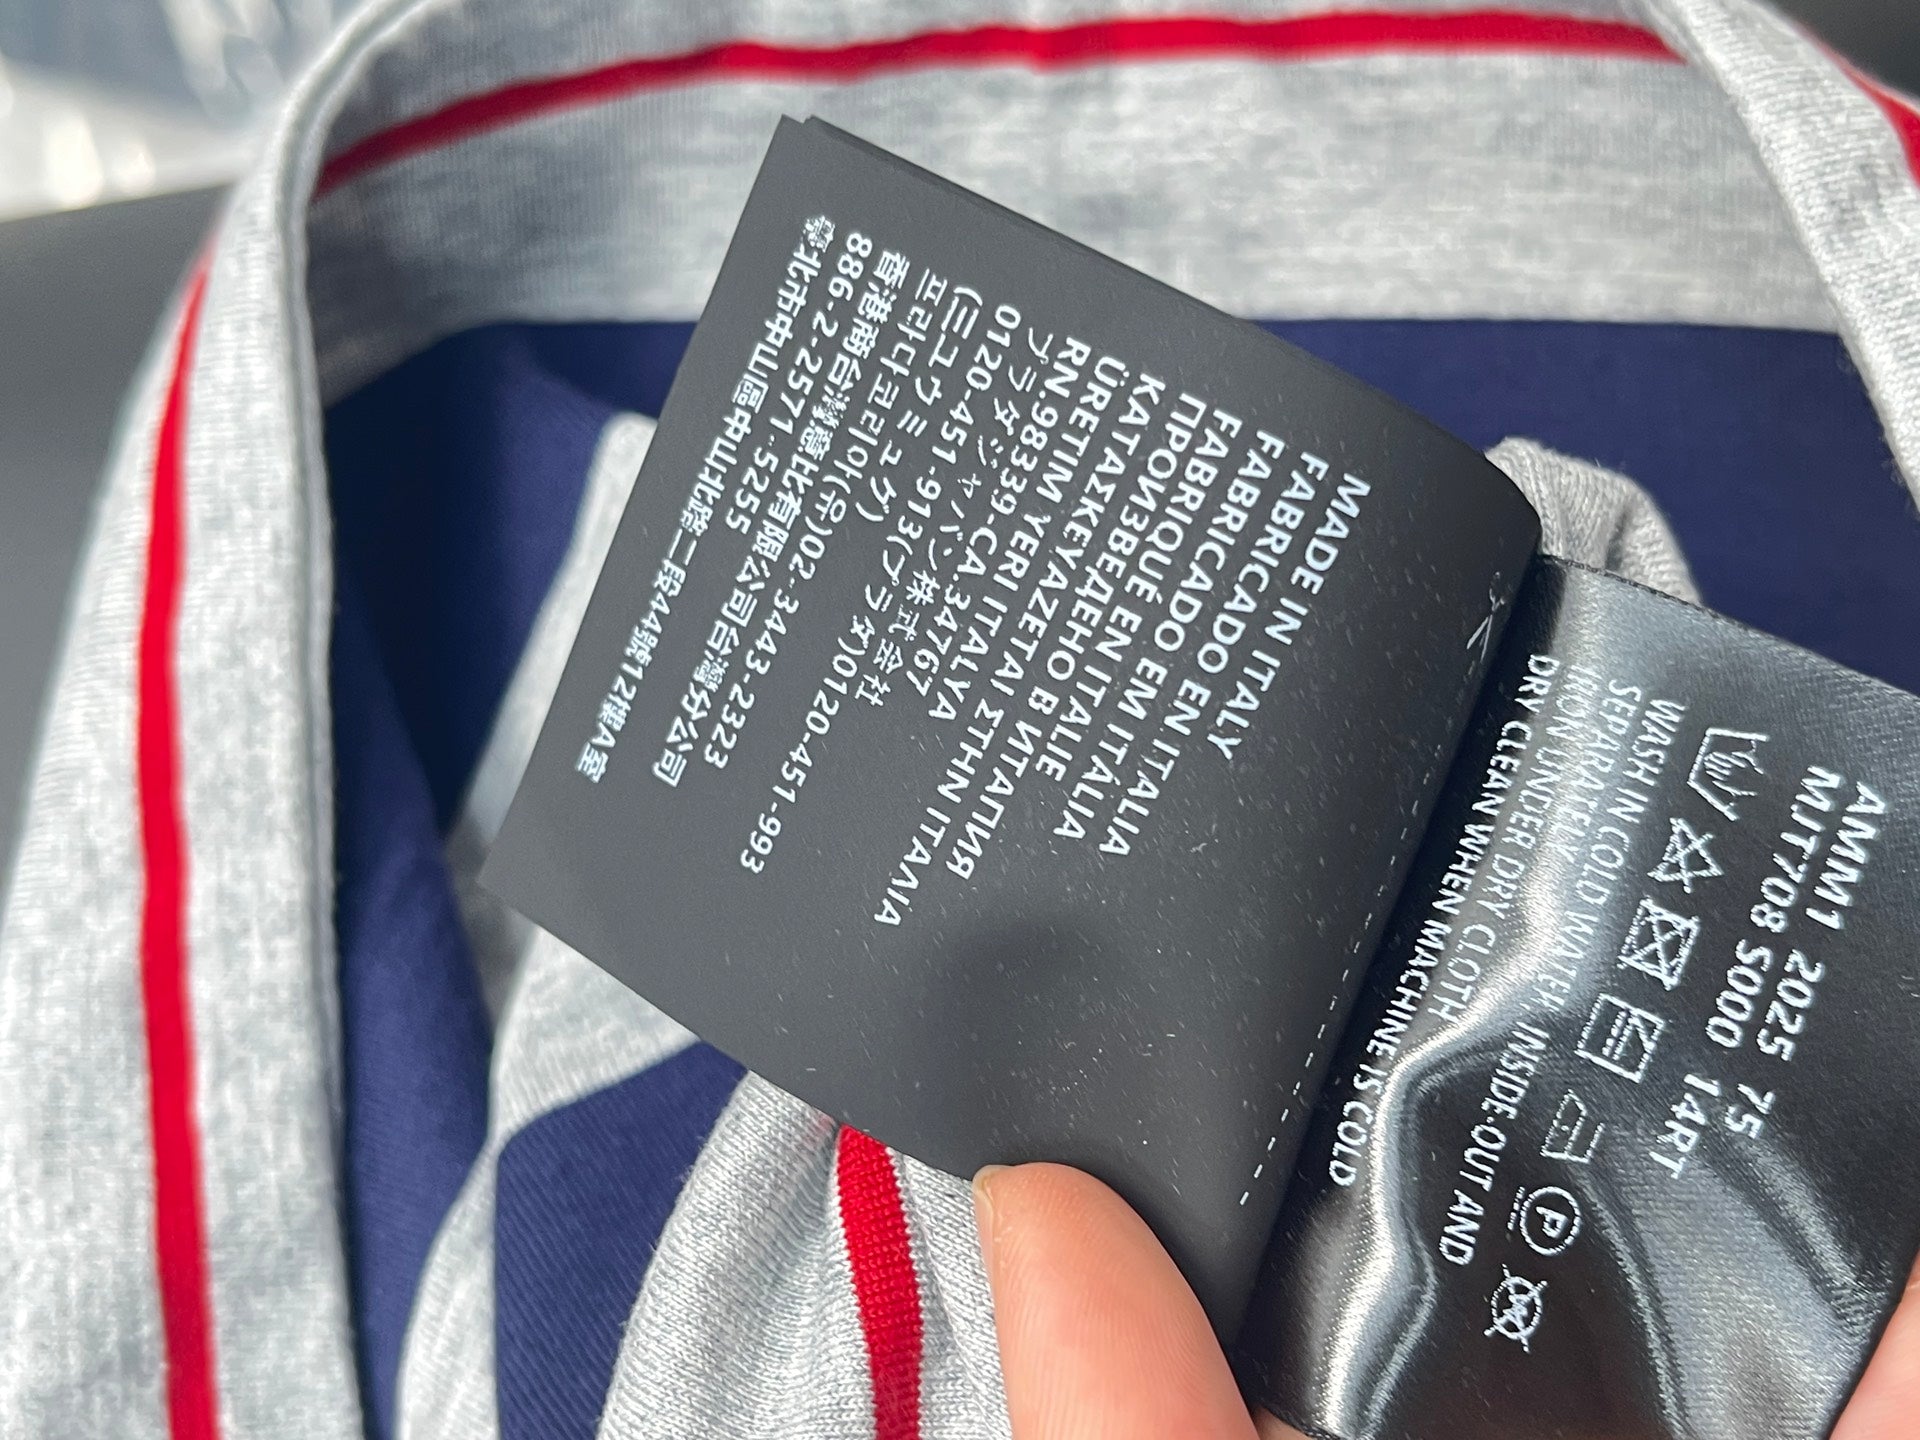 MADE IN ITALY
FABRICADO EN ITALIA
FABRICADO EM ITÁLIA
FABRIQUÉ EN ITALIE
ПРОИЗВЕДЕНО В ИТАЛИЯ
ΚΑΤΑΣΚΕΥΑΖΕΤΑΙ ΣΤΗΝ ΙΤΑΛΙΑ
ÜRETIM YERI ITALYA
RN.98339-CA.34767
プラダジャパン株式会社
0120-451-913(プラダ)0120-451-993
(ミュウミュウ)
프라다코리아(유)02-3443-2323
香港商台灣普拉有限公司台灣分公司
886-2-2571-5255
臺北市中山區中山北路二段44號12樓A室
AMM1 2025 75
MJT708 S000 14RT
WASH IN COLD WATER INSIDE-OUT AND
SEPARATELY
IRON UNDER DRY CLOTH
DRY CLEAN WHEN MACHINE IS COLD